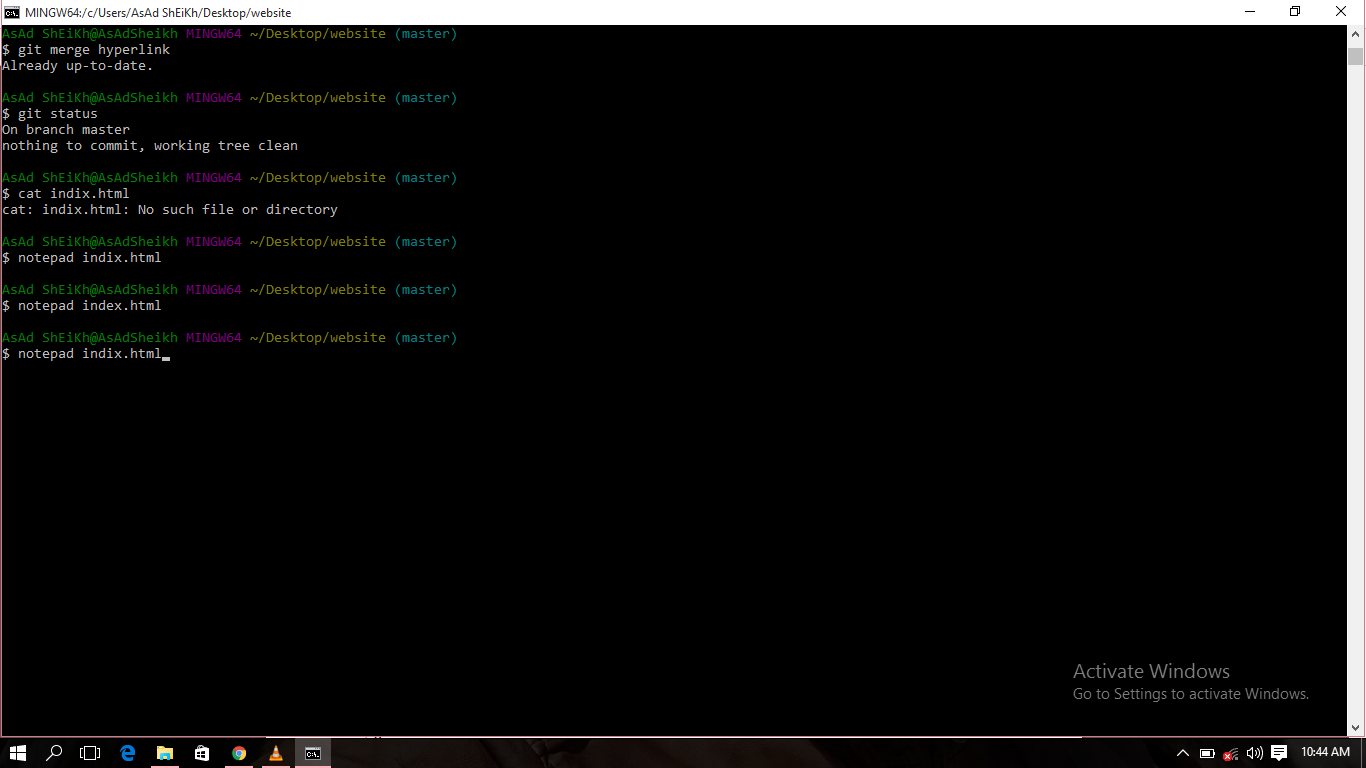 MINGW64:/c/Users/AsAd ShEiKh/Desktop/website
AsAd ShEiKh@AsAdSheikh MINGW64 ~/Desktop/website (master)
$ git merge hyperlink
Already up-to-date.
AsAd ShEiKh@AsAdSheikh MINGW64 ~/Desktop/website (master)
$ git status
On branch master
nothing to commit, working tree clean
AsAd ShEiKh@AsAdSheikh MINGW64 ~/Desktop/website (master)
$ cat indix.html
cat: indix.html: No such file or directory
AsAd ShEiKh@AsAdSheikh MINGW64 ~/Desktop/website (master)
$ notepad indix.html
AsAd ShEiKh@AsAdSheikh MINGW64 ~/Desktop/website (master)
$ notepad index.html
AsAd ShEiKh@AsAdSheikh MINGW64 ~/Desktop/website (master)
$ notepad indix.html
Activate Windows
Go to Settings to activate Windows.
10:44 AM